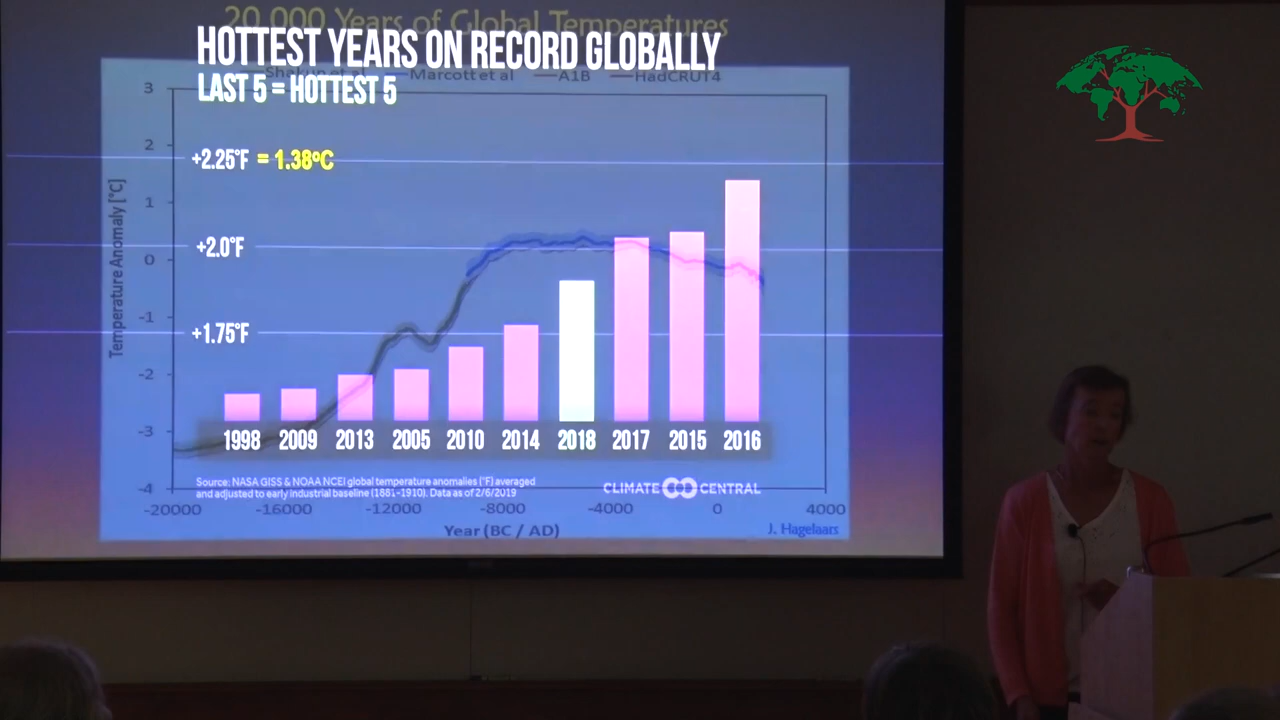 20,000 Years of Global Temperatures
HOTTEST YEARS ON RECORD GLOBALLY
Shakun et al Marcott et al A1B HadCRUT4
LAST 5 = HOTTEST 5
3
2
+2.25°F = 1.38ºC
1
+2.0°F
0
-1
+1.75°F
-2
-3
-4
Temperature Anomaly [°C]
1998 2009 2013 2005 2010 2014 2018 2017 2015 2016
Source: NASA GISS & NOAA NCEI global temperature anomalies (°F) averaged
and adjusted to early industrial baseline (1881-1910). Data as of 2/6/2019
CLIMATE CENTRAL
-20000 -16000 -12000 -8000 -4000 0 4000
Year (BC / AD)
J. Hagelaars